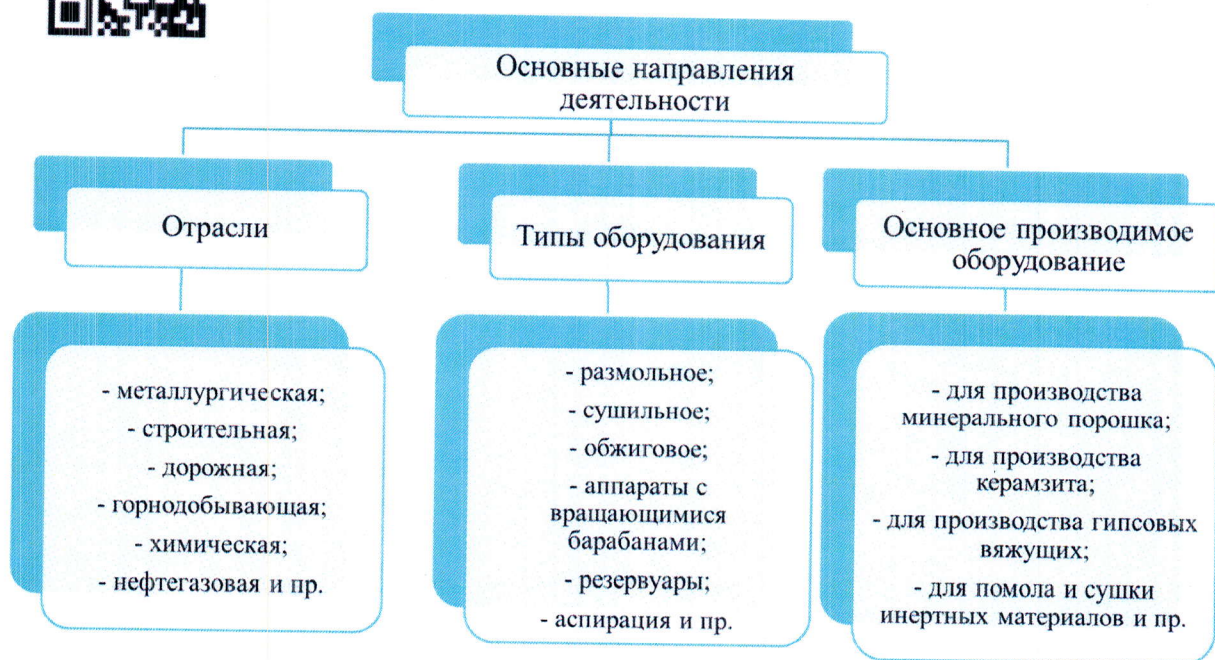 Основные направления
деятельности
Отрасли
- металлургическая;
- строительная;
- дорожная;
- горнодобывающая;
- химическая;
- нефтегазовая и пр.
Типы оборудования
- размольное;
- сушильное;
- обжиговое;
- аппараты с
вращающимися
барабанами;
- резервуары;
- аспирация и пр.
Основное производимое
оборудование
- для производства
минерального порошка;
- для производства
керамзита;
- для производства гипсовых
вяжущих;
- для помола и сушки
инертных материалов и пр.